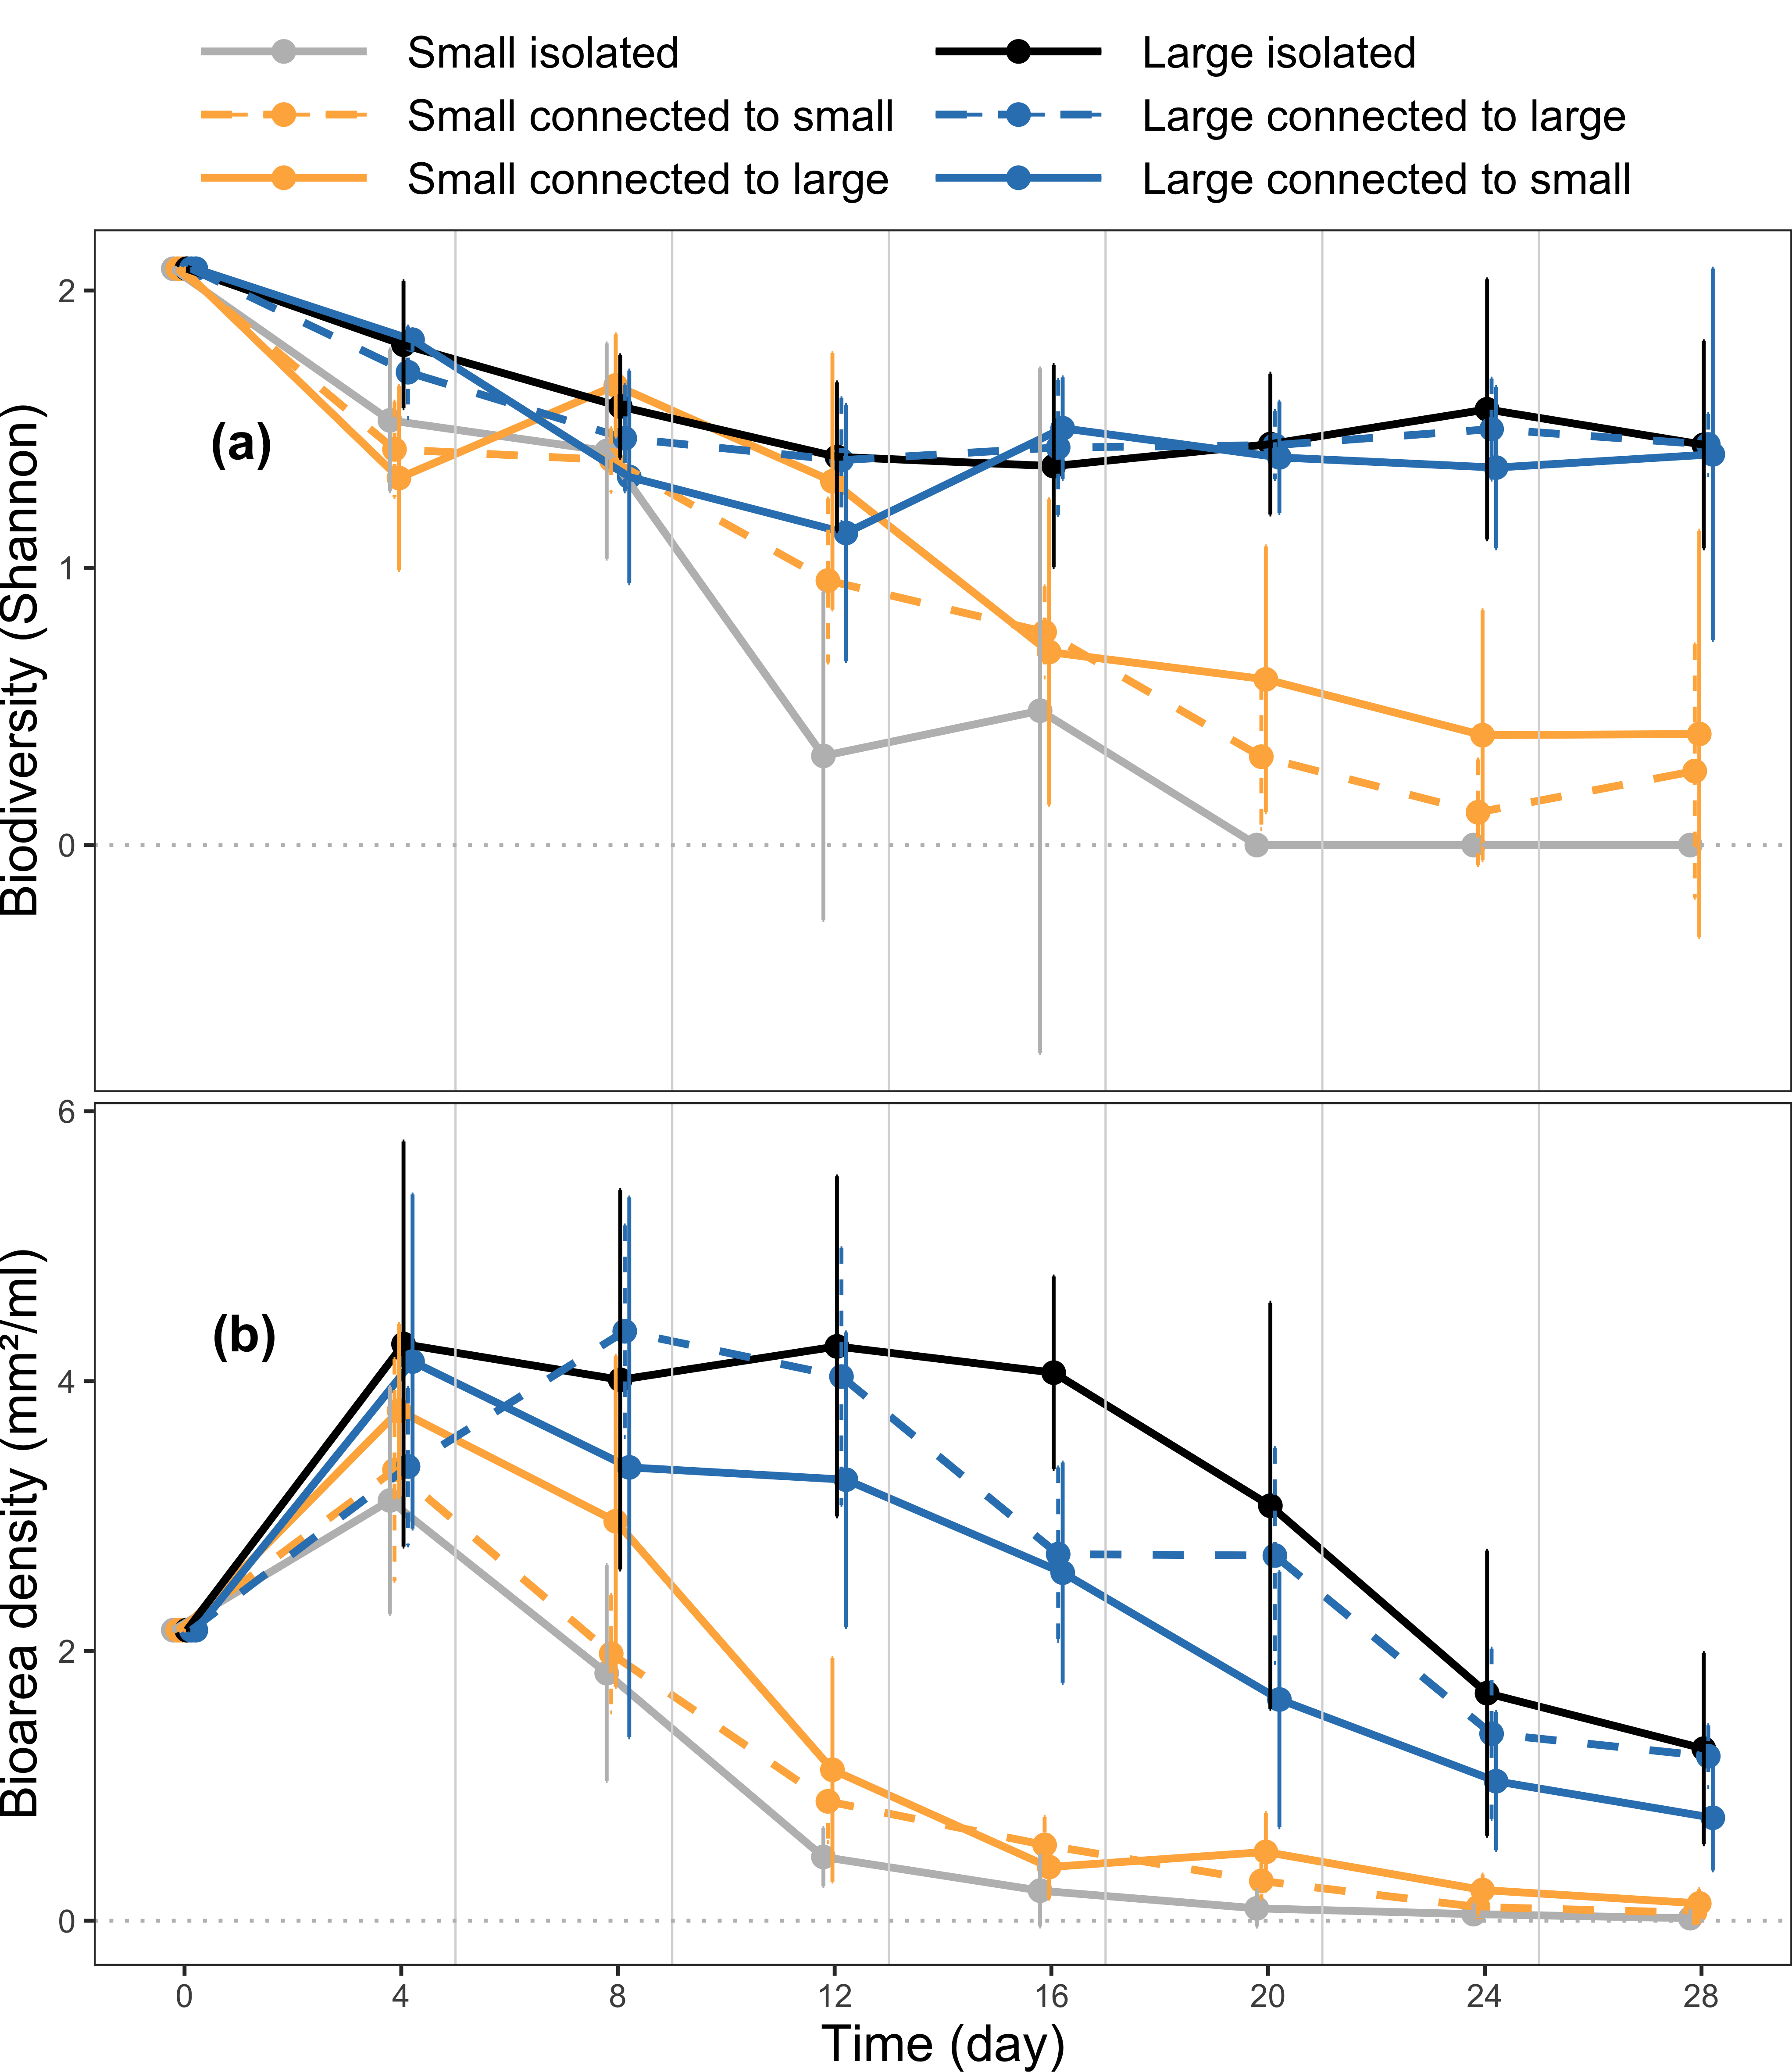 Small isolated
Large isolated
Small connected to small
Large connected to large
Small connected to large
Large connected to small
Biodiversity (Shannon)
(a)
2
1
0
Bioarea density (mm²/ml)
(b)
6
4
2
0
0 4 8 12 16 20 24 28
Time (day)